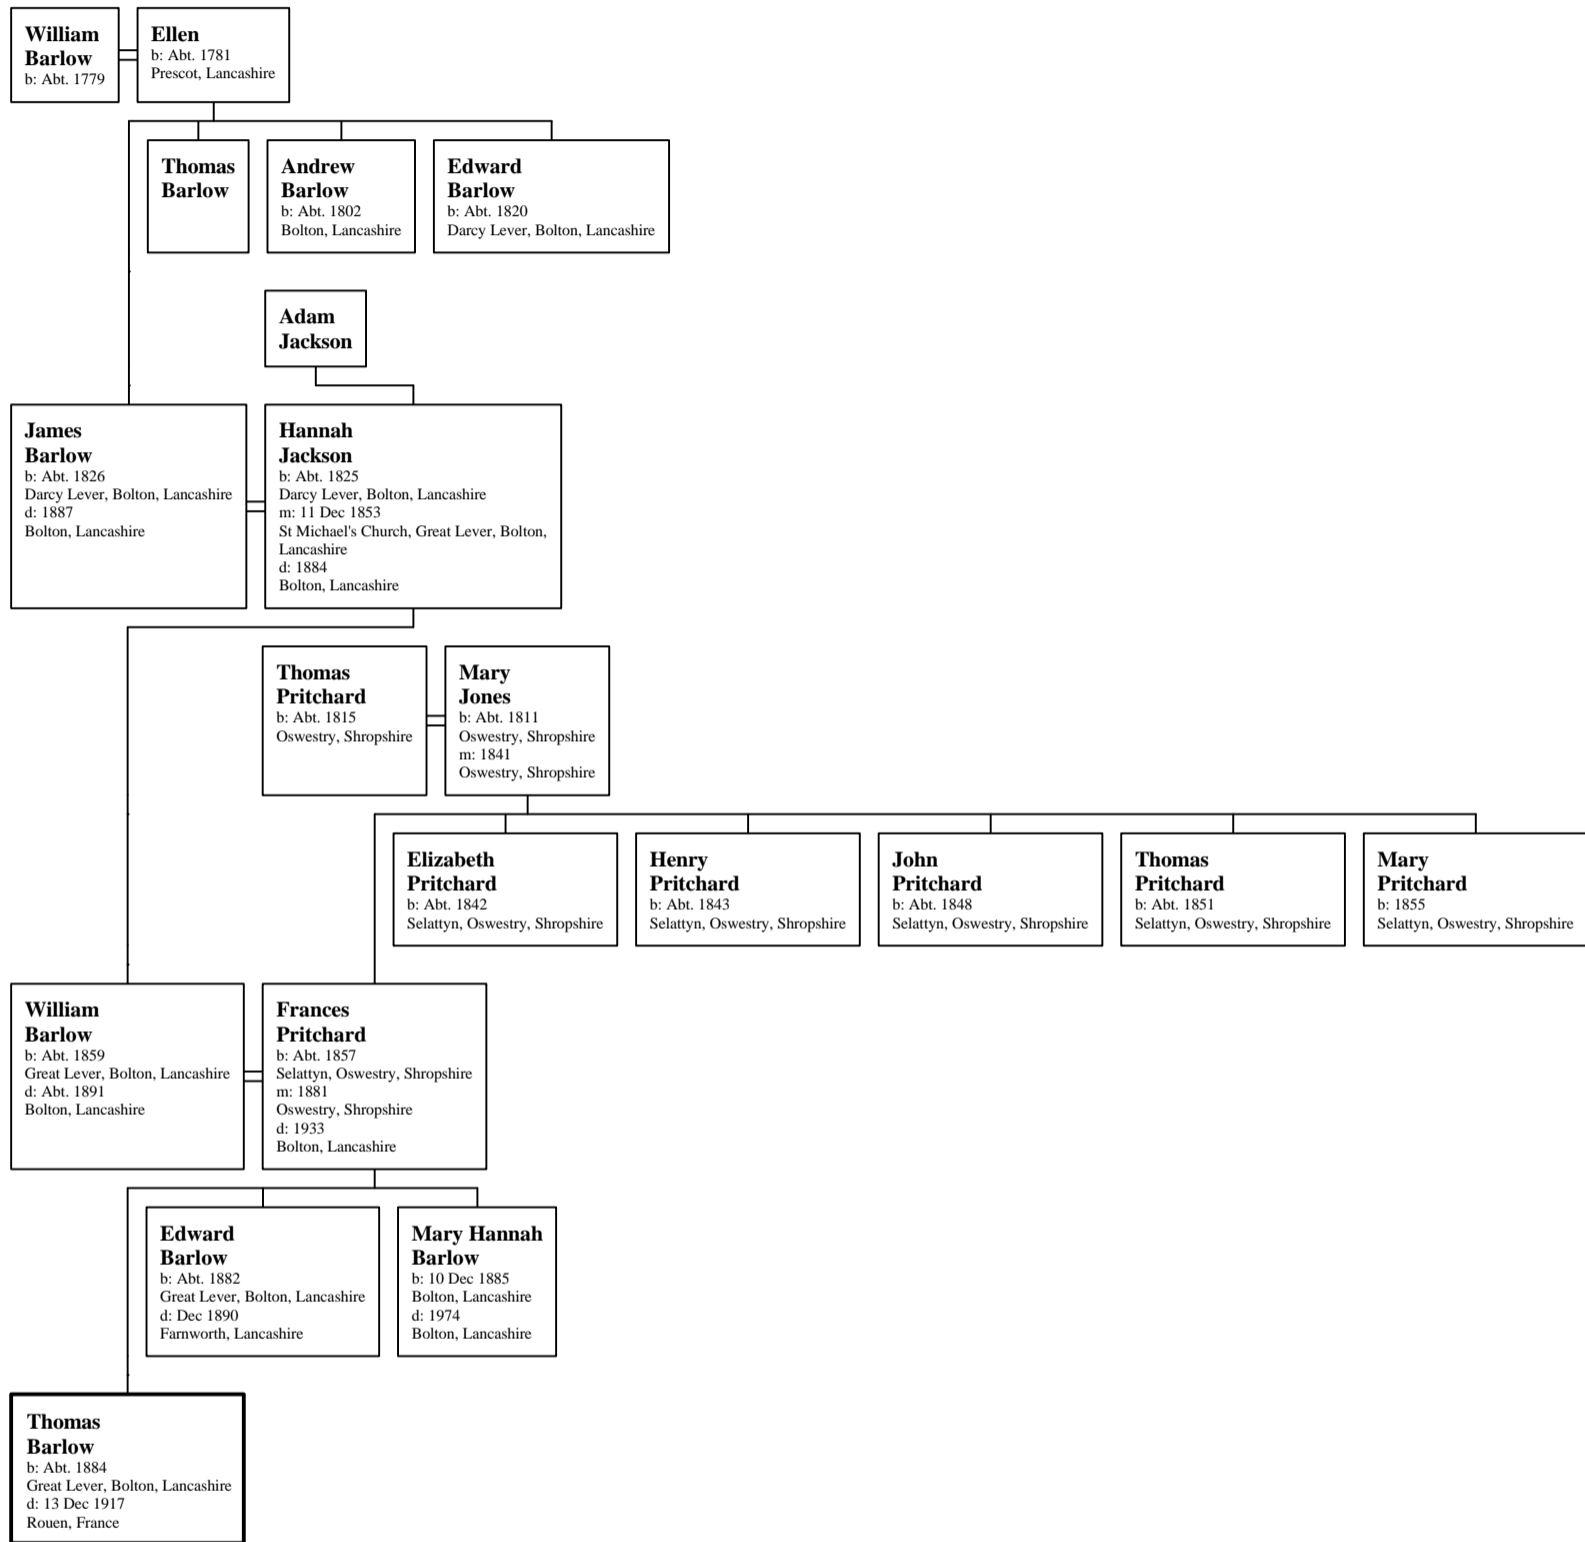 William
Barlow
b: Abt. 1779
Ellen
b: Abt. 1781
Prescot, Lancashire
Thomas
Barlow
Andrew
Barlow
b: Abt. 1802
Bolton, Lancashire
Edward
Barlow
b: Abt. 1820
Darcy Lever, Bolton, Lancashire
Adam
Jackson
James
Barlow
b: Abt. 1826
Darcy Lever, Bolton, Lancashire
d: 1887
Bolton, Lancashire
Hannah
Jackson
b: Abt. 1825
Darcy Lever, Bolton, Lancashire
m: 11 Dec 1853
St Michael's Church, Great Lever, Bolton,
Lancashire
d: 1884
Bolton, Lancashire
Thomas
Pritchard
b: Abt. 1815
Oswestry, Shropshire
Mary
Jones
b: Abt. 1811
Oswestry, Shropshire
m: 1841
Oswestry, Shropshire
Elizabeth
Pritchard
b: Abt. 1842
Selattyn, Oswestry, Shropshire
Henry
Pritchard
b: Abt. 1843
Selattyn, Oswestry, Shropshire
John
Pritchard
b: Abt. 1848
Selattyn, Oswestry, Shropshire
Thomas
Pritchard
b: Abt. 1851
Selattyn, Oswestry, Shropshire
Mary
Pritchard
b: 1855
Selattyn, Oswestry, Shropshire
William
Barlow
b: Abt. 1859
Great Lever, Bolton, Lancashire
d: Abt. 1891
Bolton, Lancashire
Frances
Pritchard
b: Abt. 1857
Selattyn, Oswestry, Shropshire
m: 1881
Oswestry, Shropshire
d: 1933
Bolton, Lancashire
Edward
Barlow
b: Abt. 1882
Great Lever, Bolton, Lancashire
d: Dec 1890
Farnworth, Lancashire
Mary Hannah
Barlow
b: 10 Dec 1885
Bolton, Lancashire
d: 1974
Bolton, Lancashire
Thomas
Barlow
b: Abt. 1884
Great Lever, Bolton, Lancashire
d: 13 Dec 1917
Rouen, France